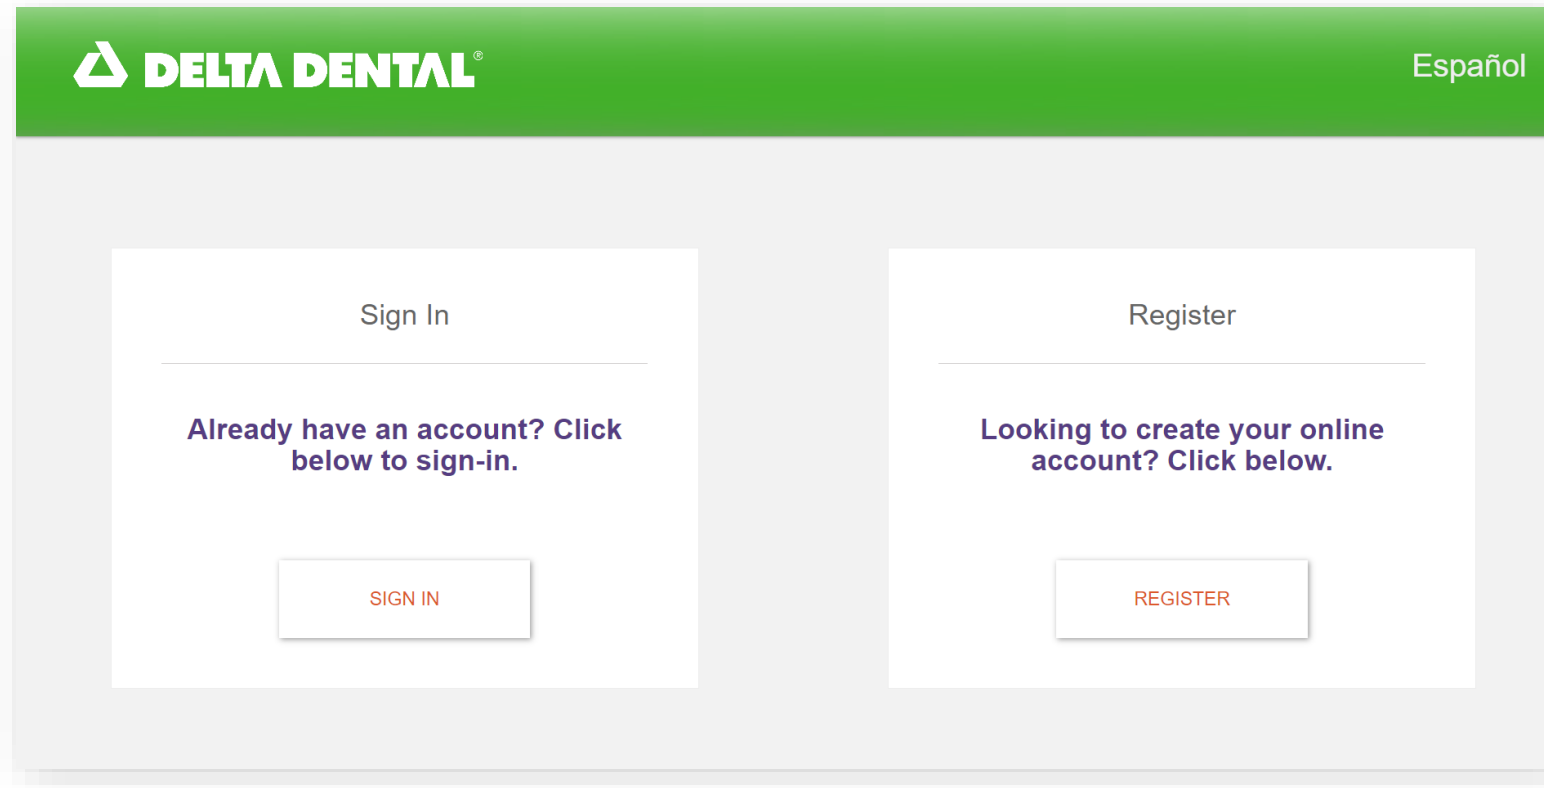 DELTA DENTAL®
Español
Sign In
Already have an account? Click
below to sign-in.
SIGN IN
Register
Looking to create your online
account? Click below.
REGISTER